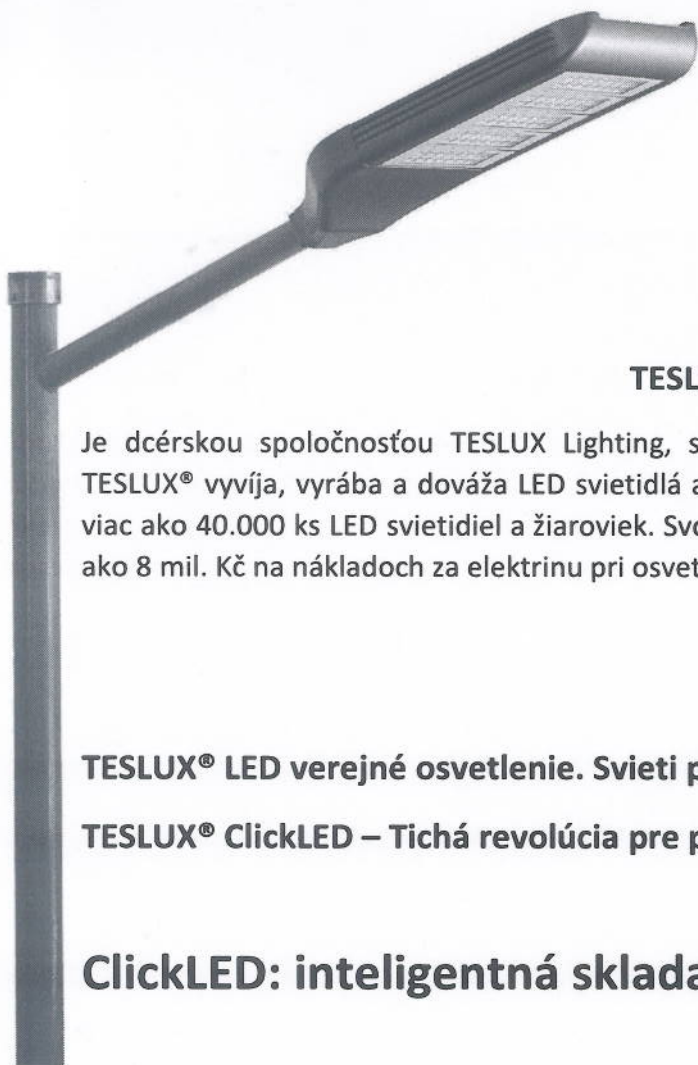 TESL
Je dcérskou spoločnosťou TESLUX Lighting, s
TESLUX® vyvíja, vyrába a dováža LED svietidlá a
viac ako 40.000 ks LED svietidiel a žiaroviek. Svo
ako 8 mil. Kč na nákladoch za elektrinu pri osvet
TESLUX® LED verejné osvetlenie. Svieti p
TESLUX® ClickLED – Tichá revolúcia pre p
ClickLED: inteligentná sklada